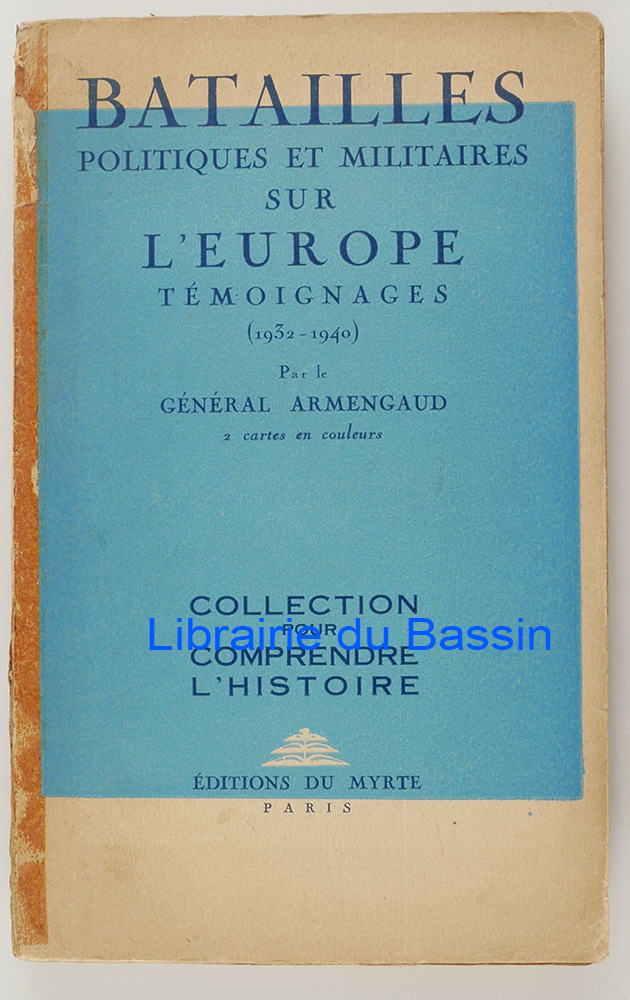 BATAILLES
POLITIQUES ET MILITAIRES
SUR
L'EUROPE
TÉMOIGNAGES
(1932-1940)
Par le
GÉNÉRAL ARMENGAUD
2 cartes en couleurs
COLLECTION
POUR
Librairie du Bassin
COMPRENDRE
L'HISTOIRE
ÉDITIONS DU MYRTE
PARIS